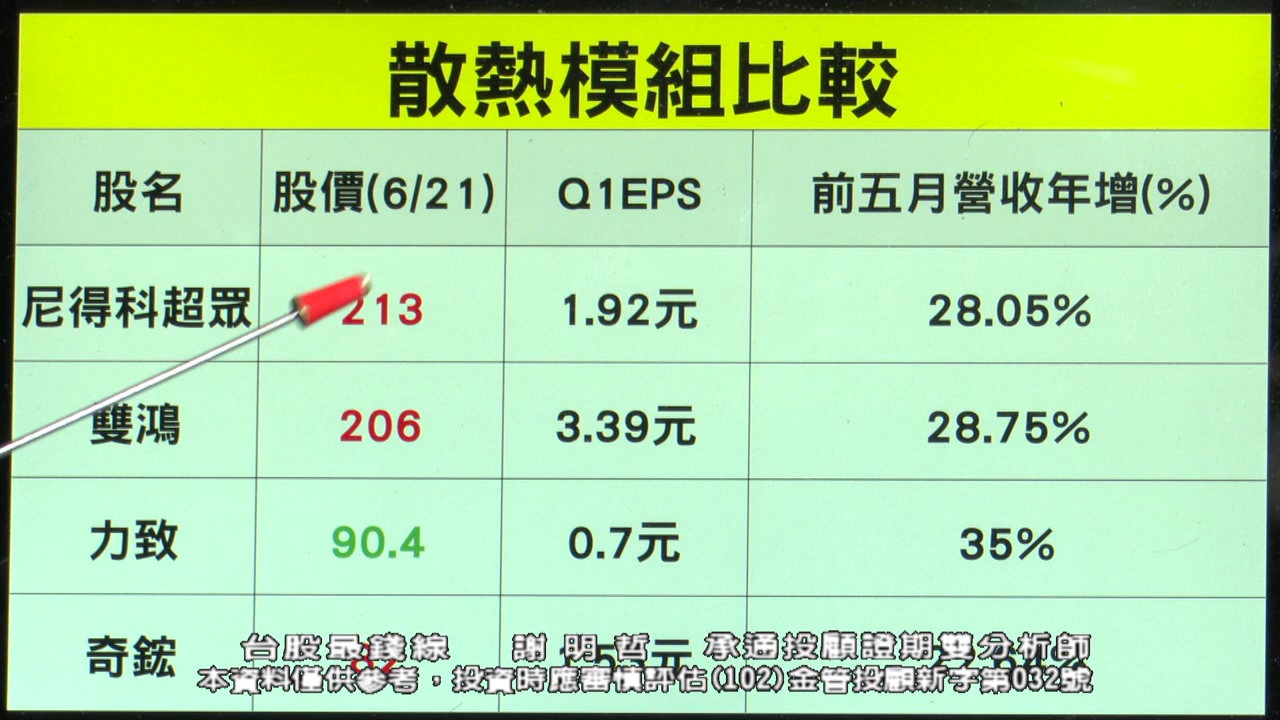 散熱模組比較
股名 股價(6/21) Q1EPS 前五月營收年增(%)
尼得科超眾 213 1.92元 28.05%
雙鴻 206 3.39元 28.75%
力致 90.4 0.7元 35%
奇鋐
台股最錢線 謝明哲 承通投顧證期雙分析師
本資料僅供參考,投資時應審慎評估(102)金管投顧新字第032號